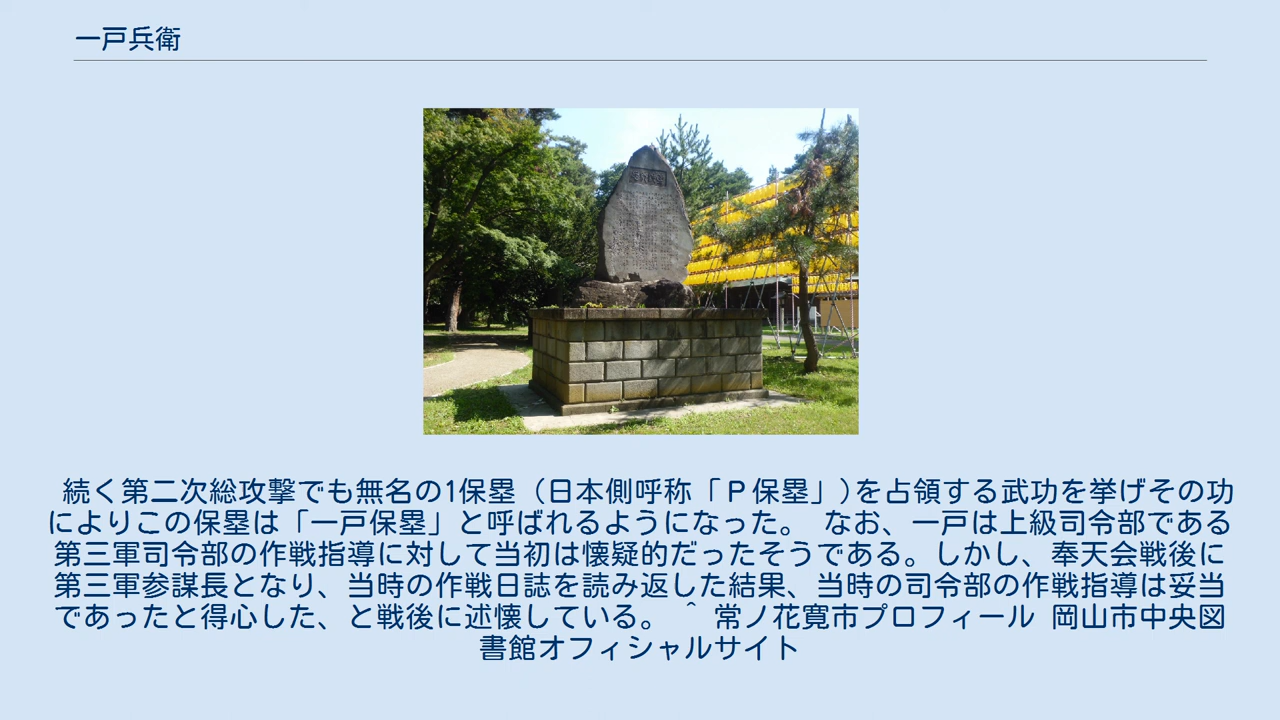 一戸兵衛
続く第二次総攻撃でも無名の1保塁（日本側呼称「Ｐ保塁」)を占領する武功を挙げその功
によりこの保塁は「一戸保塁」と呼ばれるようになった。 なお、一戸は上級司令部である
第三軍司令部の作戦指導に対して当初は懐疑的だったそうである。しかし、奉天会戦後に
第三軍参謀長となり、当時の作戦日誌を読み返した結果、当時の司令部の作戦指導は妥当
であったと得心した、と戦後に述懐している。 ^ 常ノ花寛市プロフィール 岡山市中央図
書館オフィシャルサイト